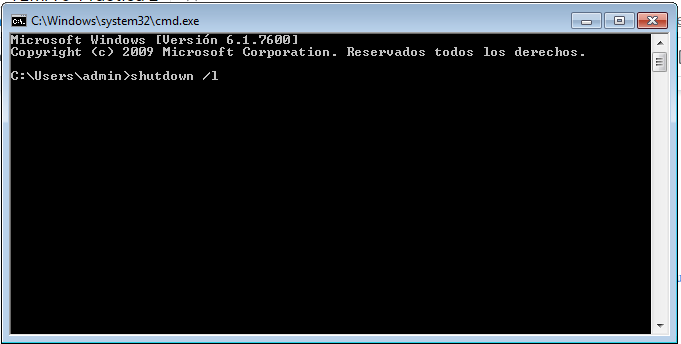 C:\Windows\system32\cmd.exe
Microsoft Windows [Versión 6.1.7600]
Copyright (c) 2009 Microsoft Corporation. Reservados todos los derechos.
C:\Users\admin>shutdown /l